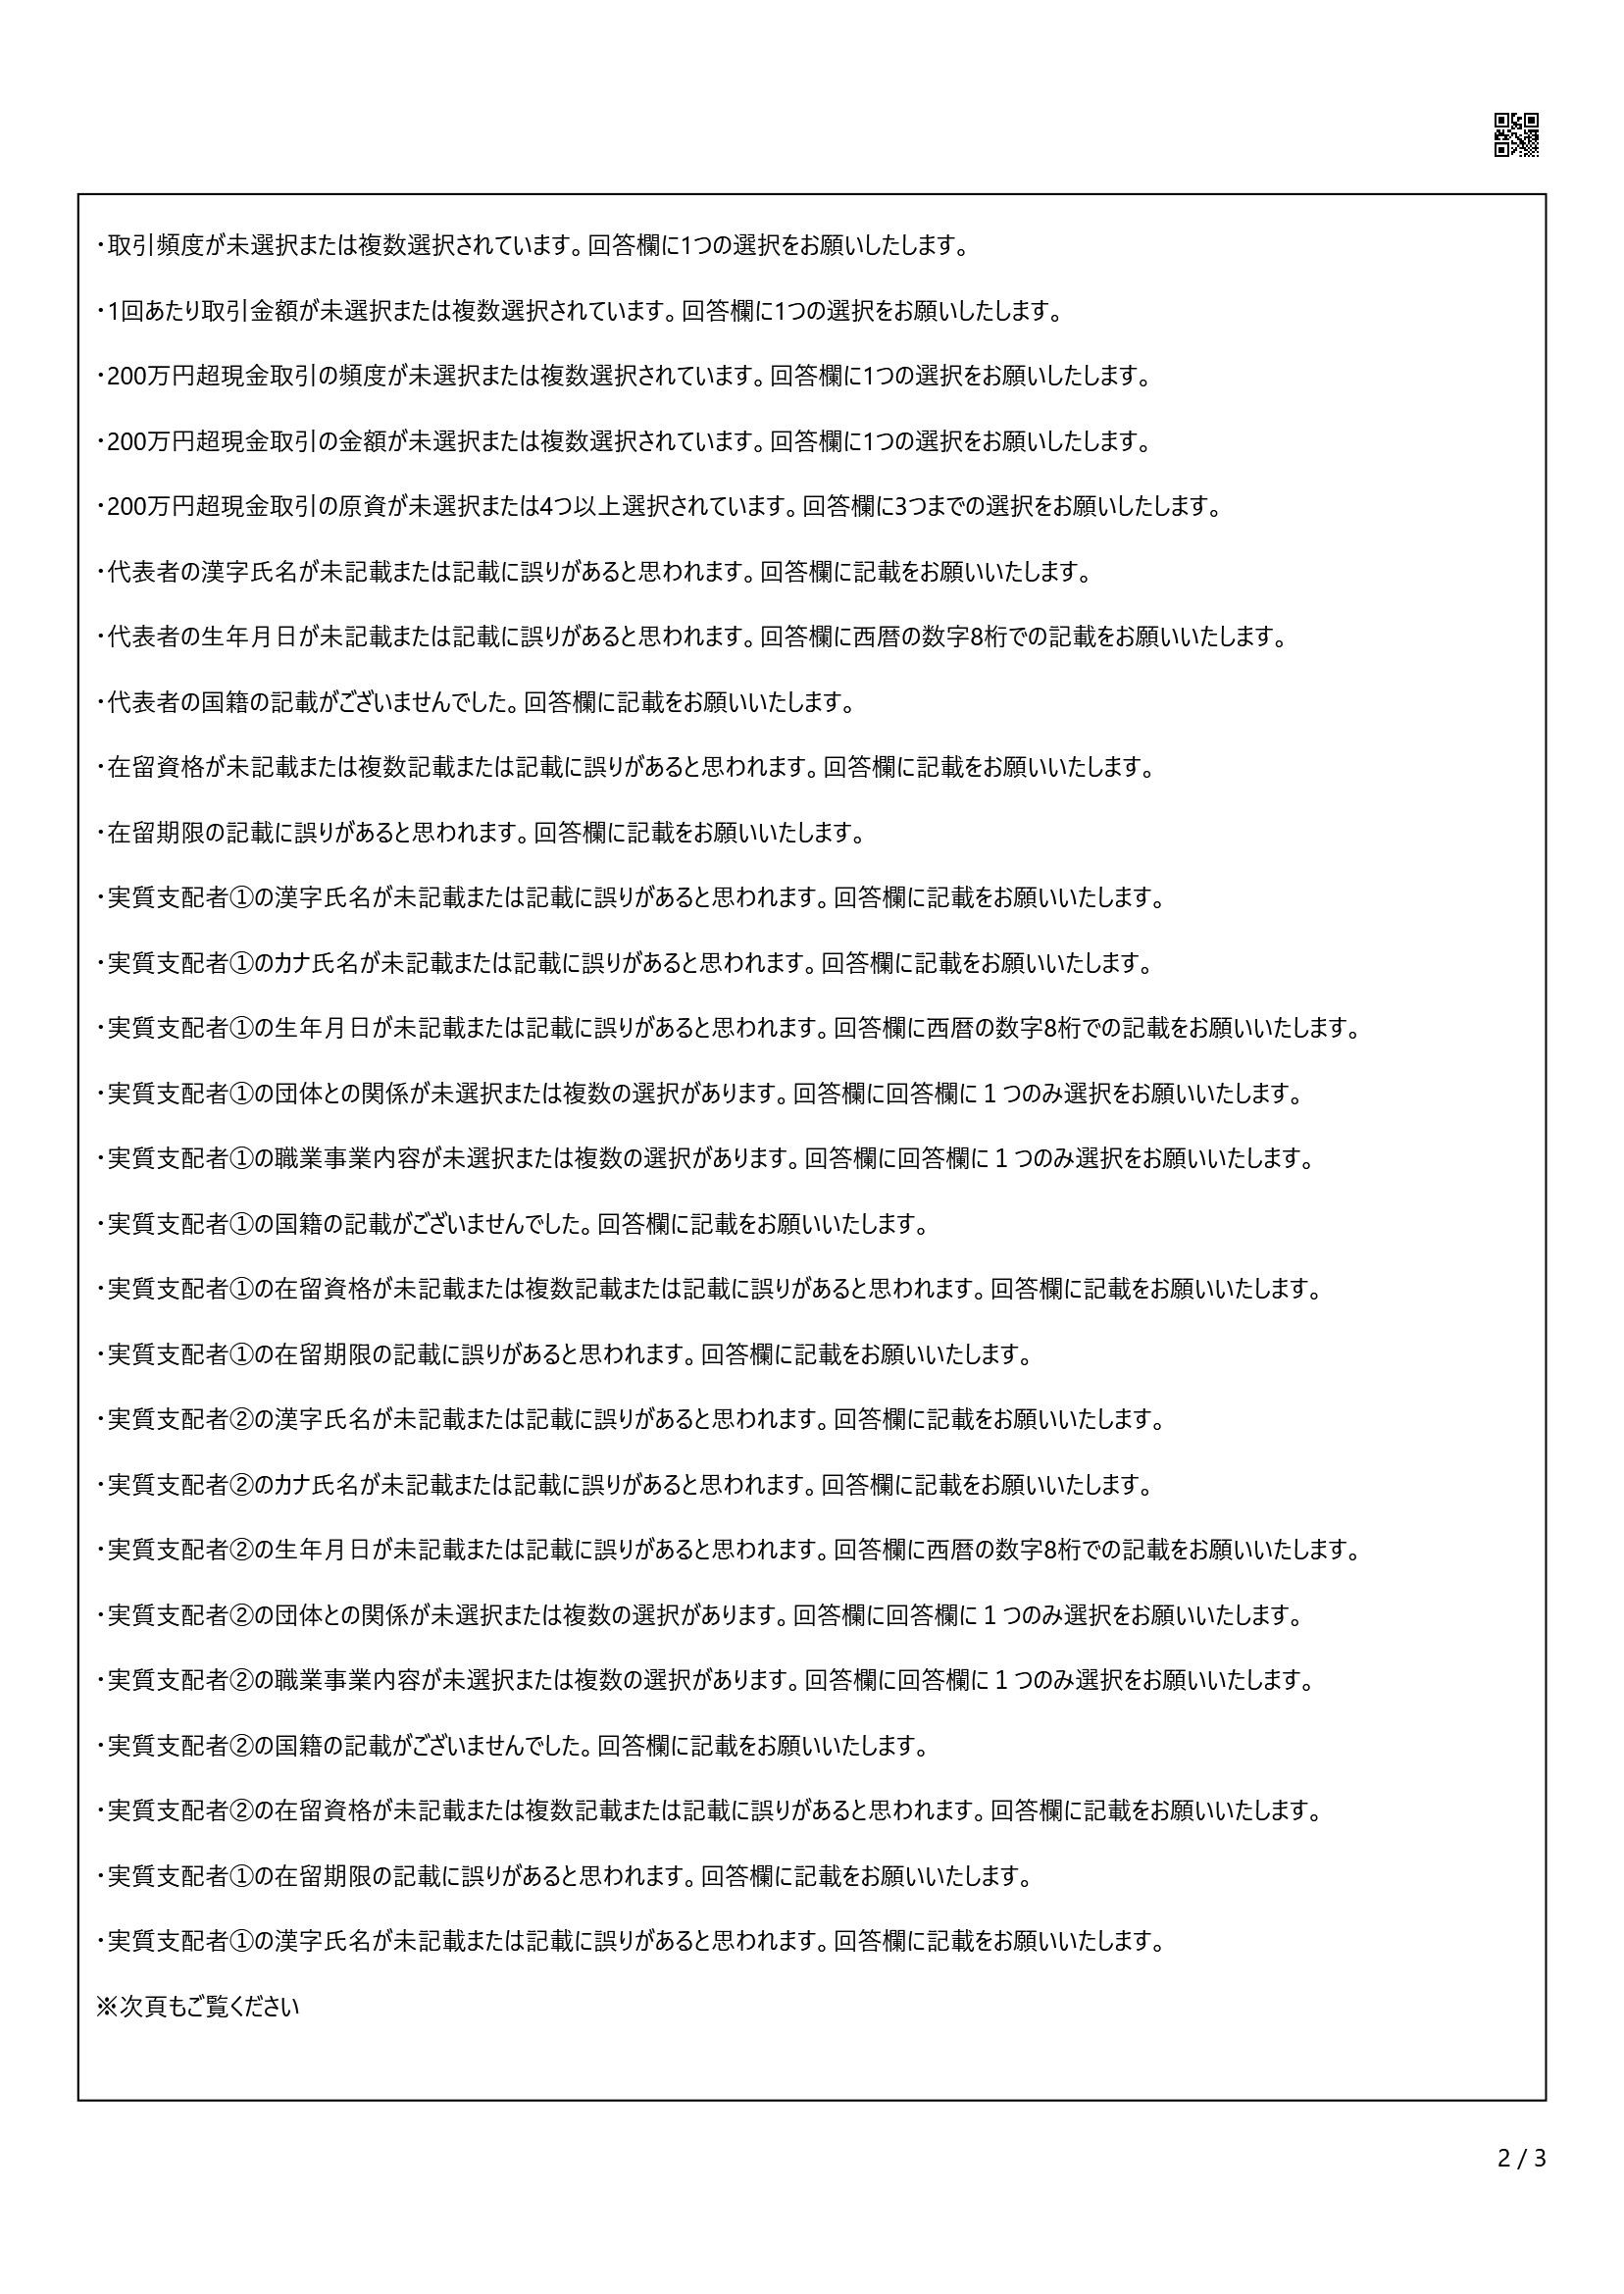 ・取引頻度が未選択または複数選択されています。回答欄に1つの選択をお願いしたします。
・1回あたり取引金額が未選択または複数選択されています。回答欄に1つの選択をお願いしたします。
・200万円超現金取引の頻度が未選択または複数選択されています。回答欄に1つの選択をお願いしたします。
・200万円超現金取引の金額が未選択または複数選択されています。回答欄に1つの選択をお願いしたします。
・200万円超現金取引の原資が未選択または4つ以上選択されています。回答欄に3つまでの選択をお願いしたします。
・代表者の漢字氏名が未記載または記載に誤りがあると思われます。回答欄に記載をお願いいたします。
・代表者の生年月日が未記載または記載に誤りがあると思われます。回答欄に西暦の数字8桁での記載をお願いいたします。
・代表者の国籍の記載がございませんでした。回答欄に記載をお願いいたします。
・在留資格が未記載または複数記載または記載に誤りがあると思われます。回答欄に記載をお願いいたします。
・在留期限の記載に誤りがあると思われます。回答欄に記載をお願いいたします。
・実質支配者①の漢字氏名が未記載または記載に誤りがあると思われます。回答欄に記載をお願いいたします。
・実質支配者①のカナ氏名が未記載または記載に誤りがあると思われます。回答欄に記載をお願いいたします。
・実質支配者①の生年月日が未記載または記載に誤りがあると思われます。回答欄に西暦の数字8桁での記載をお願いいたします。
・実質支配者①の団体との関係が未選択または複数の選択があります。回答欄に回答欄に１つのみ選択をお願いいたします。
・実質支配者①の職業事業内容が未選択または複数の選択があります。回答欄に回答欄に１つのみ選択をお願いいたします。
・実質支配者①の国籍の記載がございませんでした。回答欄に記載をお願いいたします。
・実質支配者①の在留資格が未記載または複数記載または記載に誤りがあると思われます。回答欄に記載をお願いいたします。
・実質支配者①の在留期限の記載に誤りがあると思われます。回答欄に記載をお願いいたします。
・実質支配者②の漢字氏名が未記載または記載に誤りがあると思われます。回答欄に記載をお願いいたします。
・実質支配者②のカナ氏名が未記載または記載に誤りがあると思われます。回答欄に記載をお願いいたします。
・実質支配者②の生年月日が未記載または記載に誤りがあると思われます。回答欄に西暦の数字8桁での記載をお願いいたします。
・実質支配者②の団体との関係が未選択または複数の選択があります。回答欄に回答欄に１つのみ選択をお願いいたします。
・実質支配者②の職業事業内容が未選択または複数の選択があります。回答欄に回答欄に１つのみ選択をお願いいたします。
・実質支配者②の国籍の記載がございませんでした。回答欄に記載をお願いいたします。
・実質支配者②の在留資格が未記載または複数記載または記載に誤りがあると思われます。回答欄に記載をお願いいたします。
・実質支配者①の在留期限の記載に誤りがあると思われます。回答欄に記載をお願いいたします。
・実質支配者①の漢字氏名が未記載または記載に誤りがあると思われます。回答欄に記載をお願いいたします。
※次頁もご覧ください
2 / 3